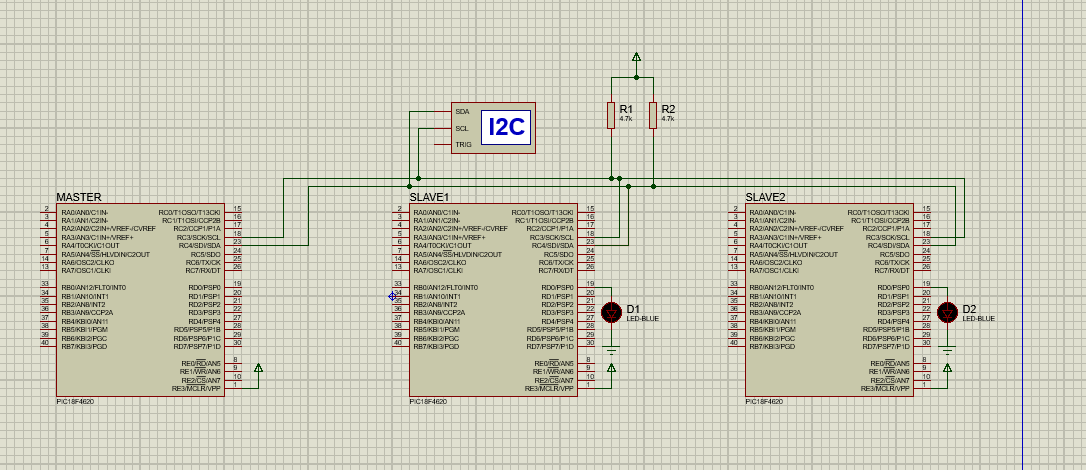 R1
4.7k
R2
4.7k
SDA
SCL
TRIG
I2C
MASTER
2 RA0/AN0/C1IN- RC0/T1OSO/T13CKI 15
3 RA1/AN1/C2IN- RC1/T1OSI/CCP2B 16
4 RA2/AN2/C2IN+/VREF-/CVREF RC2/CCP1/P1A 17
5 RA3/AN3/C1IN+/VREF+ RC3/SCK/SCL 18
6 RA4/T0CKI/C1OUT RC4/SDI/SDA 23
7 RA5/AN4/SS/HLVDIN/C2OUT RC5/SDO 24
14 RA6/OSC2/CLKO RC6/TX/CK 25
13 RA7/OSC1/CLKI RC7/RX/DT 26
33 RB0/AN12/FLT0/INT0 RD0/PSP0 19
34 RB1/AN10/INT1 RD1/PSP1 20
35 RB2/AN8/INT2 RD2/PSP2 21
36 RB3/AN9/CCP2A RD3/PSP3 22
37 RB4/KBI0/AN11 RD4/PSP4 27
38 RB5/KBI1/PGM RD5/PSP5/P1B 28
39 RB6/KBI2/PGC RD6/PSP6/P1C 29
40 RB7/KBI3/PGD RD7/PSP7/P1D 30
RE0/RD/AN5 8
RE1/WR/AN6 9
RE2/CS/AN7 10
RE3/MCLR/VPP 1
PIC18F4620
SLAVE1
2 RA0/AN0/C1IN- RC0/T1OSO/T13CKI 15
3 RA1/AN1/C2IN- RC1/T1OSI/CCP2B 16
4 RA2/AN2/C2IN+/VREF-/CVREF RC2/CCP1/P1A 17
5 RA3/AN3/C1IN+/VREF+ RC3/SCK/SCL 18
6 RA4/T0CKI/C1OUT RC4/SDI/SDA 23
7 RA5/AN4/SS/HLVDIN/C2OUT RC5/SDO 24
14 RA6/OSC2/CLKO RC6/TX/CK 25
13 RA7/OSC1/CLKI RC7/RX/DT 26
33 RB0/AN12/FLT0/INT0 RD0/PSP0 19
34 RB1/AN10/INT1 RD1/PSP1 20
35 RB2/AN8/INT2 RD2/PSP2 21
36 RB3/AN9/CCP2A RD3/PSP3 22
37 RB4/KBI0/AN11 RD4/PSP4 27
38 RB5/KBI1/PGM RD5/PSP5/P1B 28
39 RB6/KBI2/PGC RD6/PSP6/P1C 29
40 RB7/KBI3/PGD RD7/PSP7/P1D 30
RE0/RD/AN5 8
RE1/WR/AN6 9
RE2/CS/AN7 10
RE3/MCLR/VPP 1
PIC18F4620
D1
LED-BLUE
SLAVE2
2 RA0/AN0/C1IN- RC0/T1OSO/T13CKI 15
3 RA1/AN1/C2IN- RC1/T1OSI/CCP2B 16
4 RA2/AN2/C2IN+/VREF-/CVREF RC2/CCP1/P1A 17
5 RA3/AN3/C1IN+/VREF+ RC3/SCK/SCL 18
6 RA4/T0CKI/C1OUT RC4/SDI/SDA 23
7 RA5/AN4/SS/HLVDIN/C2OUT RC5/SDO 24
14 RA6/OSC2/CLKO RC6/TX/CK 25
13 RA7/OSC1/CLKI RC7/RX/DT 26
33 RB0/AN12/FLT0/INT0 RD0/PSP0 19
34 RB1/AN10/INT1 RD1/PSP1 20
35 RB2/AN8/INT2 RD2/PSP2 21
36 RB3/AN9/CCP2A RD3/PSP3 22
37 RB4/KBI0/AN11 RD4/PSP4 27
38 RB5/KBI1/PGM RD5/PSP5/P1B 28
39 RB6/KBI2/PGC RD6/PSP6/P1C 29
40 RB7/KBI3/PGD RD7/PSP7/P1D 30
RE0/RD/AN5 8
RE1/WR/AN6 9
RE2/CS/AN7 10
RE3/MCLR/VPP 1
PIC18F4620
D2
LED-BLUE